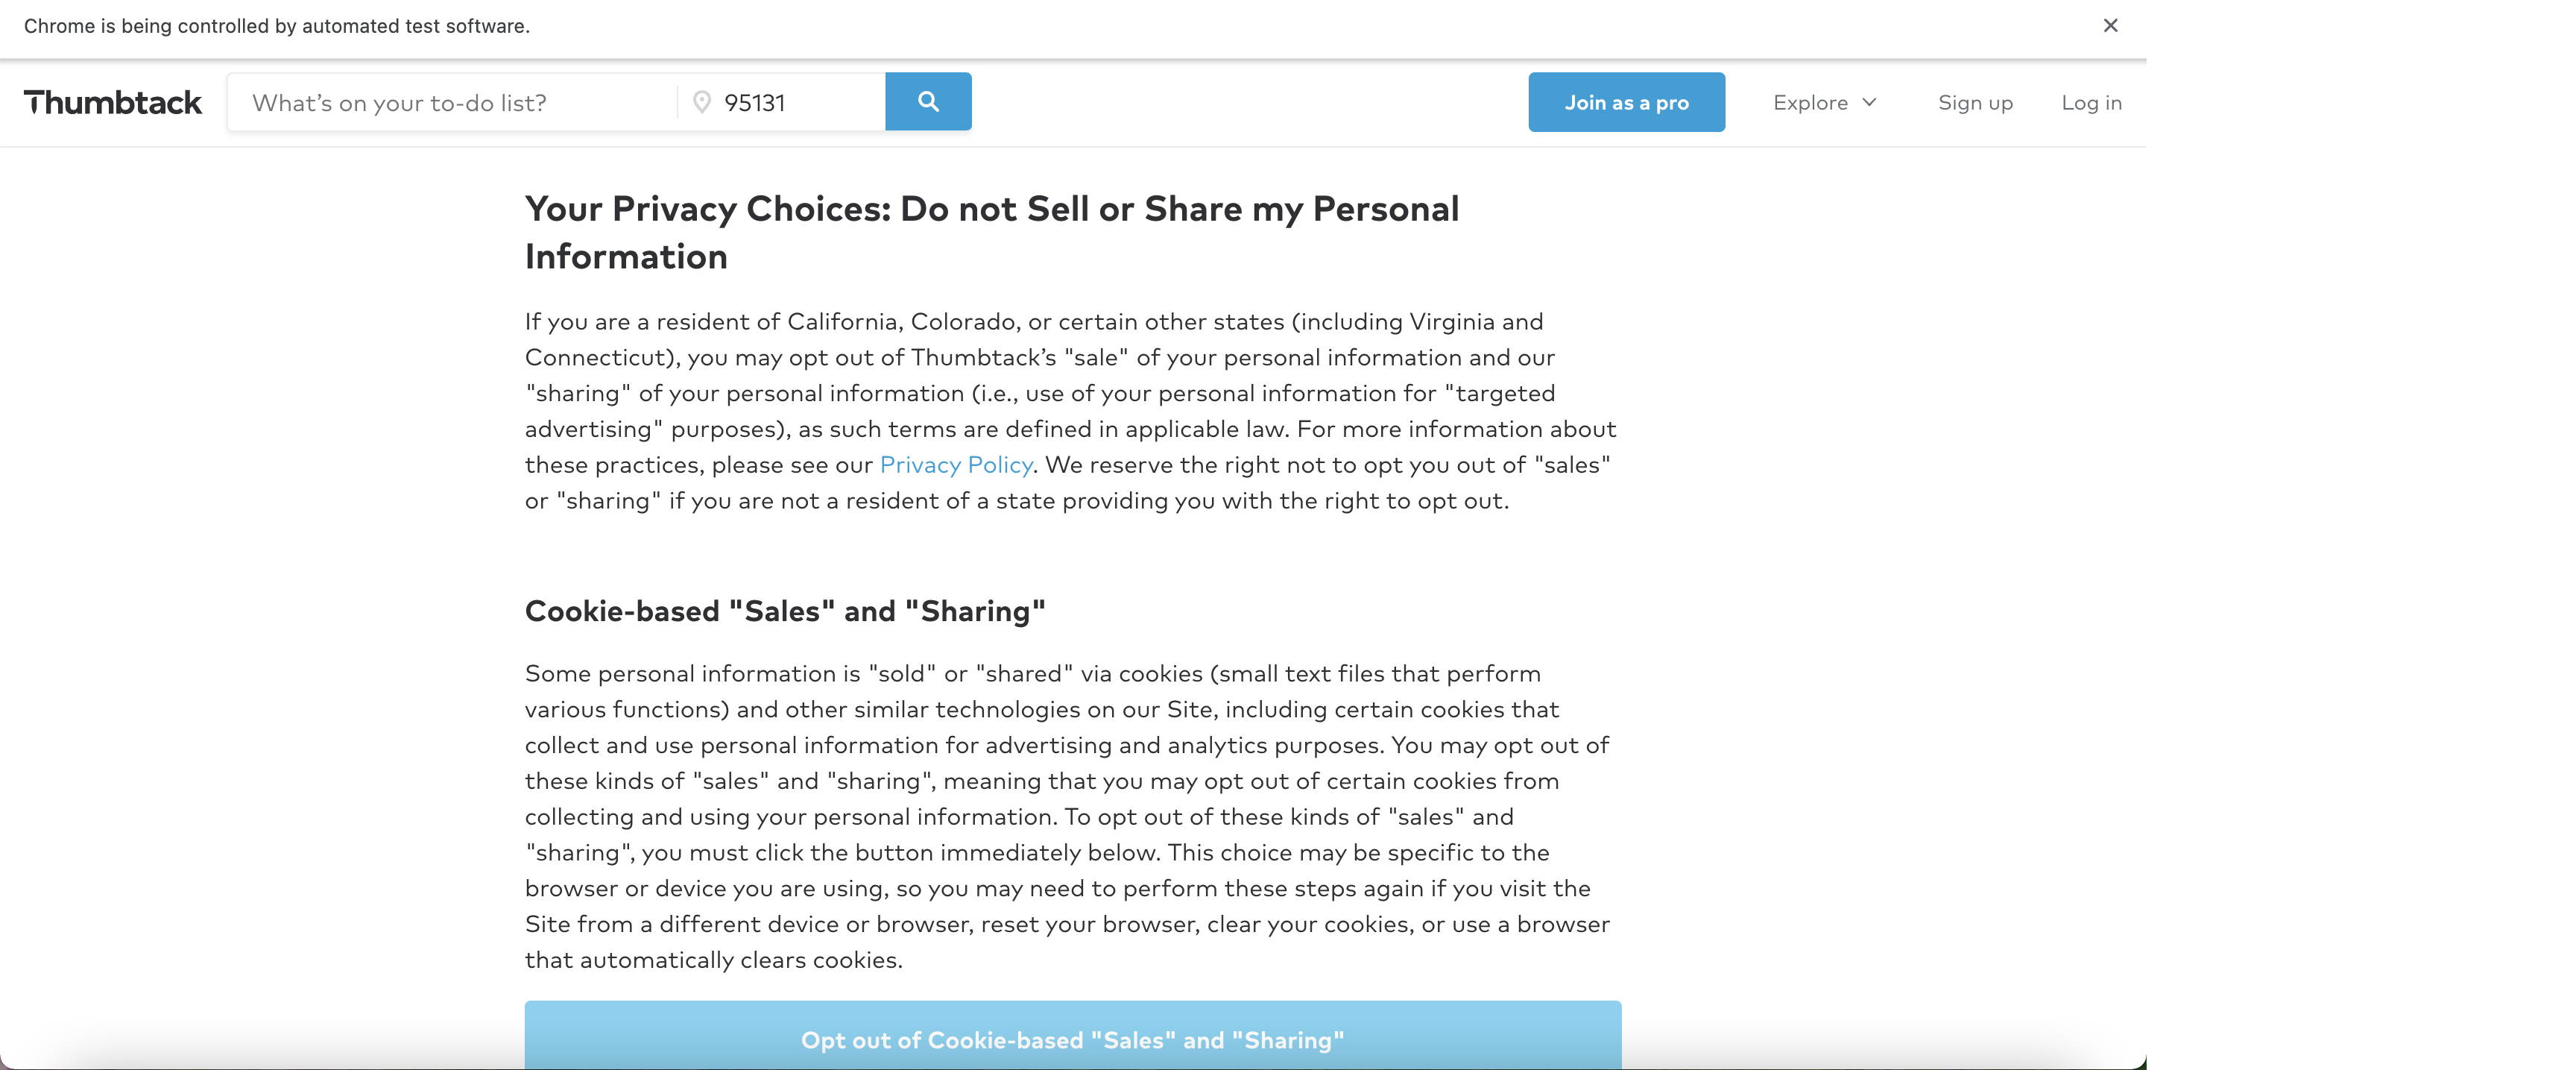 Chrome is being controlled by automated test software.
Thumbtack
What's on your to-do list?
95131
Join as a pro
Explore
Sign up
Log in
Your Privacy Choices: Do not Sell or Share my Personal
Information
If you are a resident of California, Colorado, or certain other states (including Virginia and
Connecticut), you may opt out of Thumbtack's "sale" of your personal information and our
"sharing" of your personal information (i.e., use of your personal information for "targeted
advertising" purposes), as such terms are defined in applicable law. For more information about
these practices, please see our Privacy Policy. We reserve the right not to opt you out of "sales"
or "sharing" if you are not a resident of a state providing you with the right to opt out.
Cookie-based "Sales" and "Sharing"
Some personal information is "sold" or "shared" via cookies (small text files that perform
various functions) and other similar technologies on our Site, including certain cookies that
collect and use personal information for advertising and analytics purposes. You may opt out of
these kinds of "sales" and "sharing", meaning that you may opt out of certain cookies from
collecting and using your personal information. To opt out of these kinds of "sales" and
"sharing", you must click the button immediately below. This choice may be specific to the
browser or device you are using, so you may need to perform these steps again if you visit the
Site from a different device or browser, reset your browser, clear your cookies, or use a browser
that automatically clears cookies.
Opt out of Cookie-based "Sales" and "Sharing"